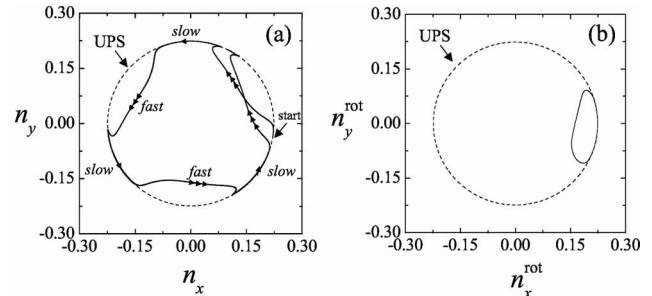 0.30
0.15
0.00
-0.15
-0.30
n_y
UPS
slow
(a)
fast
start
slow
fast
slow
-0.30 -0.15 0.00 0.15 0.30
n_x
0.30
0.15
0.00
-0.15
-0.30
n_y^rot
UPS
(b)
-0.30 -0.15 0.00 0.15 0.30
n_x^rot